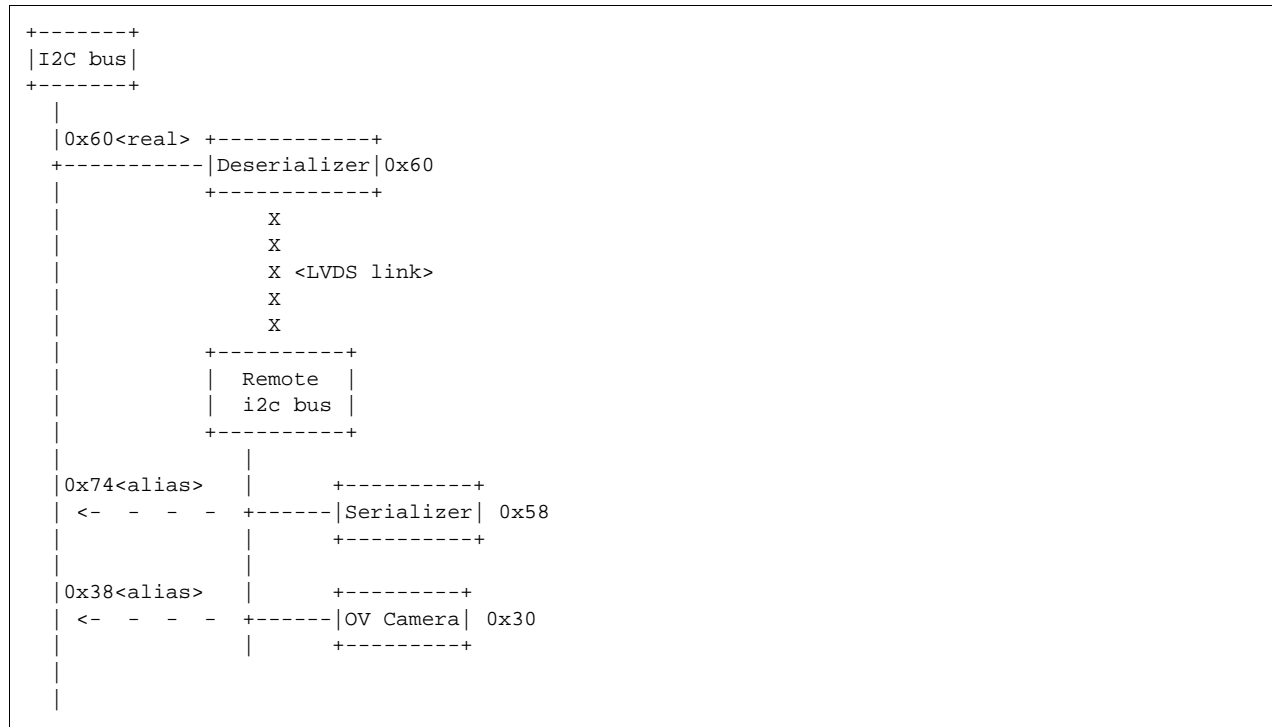 +-------+
|I2C bus|
+-------+
  |
  |0x60<real> +------------+
  +-----------|Deserializer|0x60
  |           +------------+
  |                X
  |                X
  |                X <LVDS link>
  |                X
  |                X
  |           +----------+
  |           |  Remote  |
  |           |  i2c bus |
  |           +----------+
  |              |
  |0x74<alias>   |      +----------+
  | <-  -  -  -  +------|Serializer| 0x58
  |              |      +----------+
  |              |
  |0x38<alias>   |      +---------+
  | <-  -  -  -  +------|OV Camera| 0x30
  |              |      +---------+
  |
  |